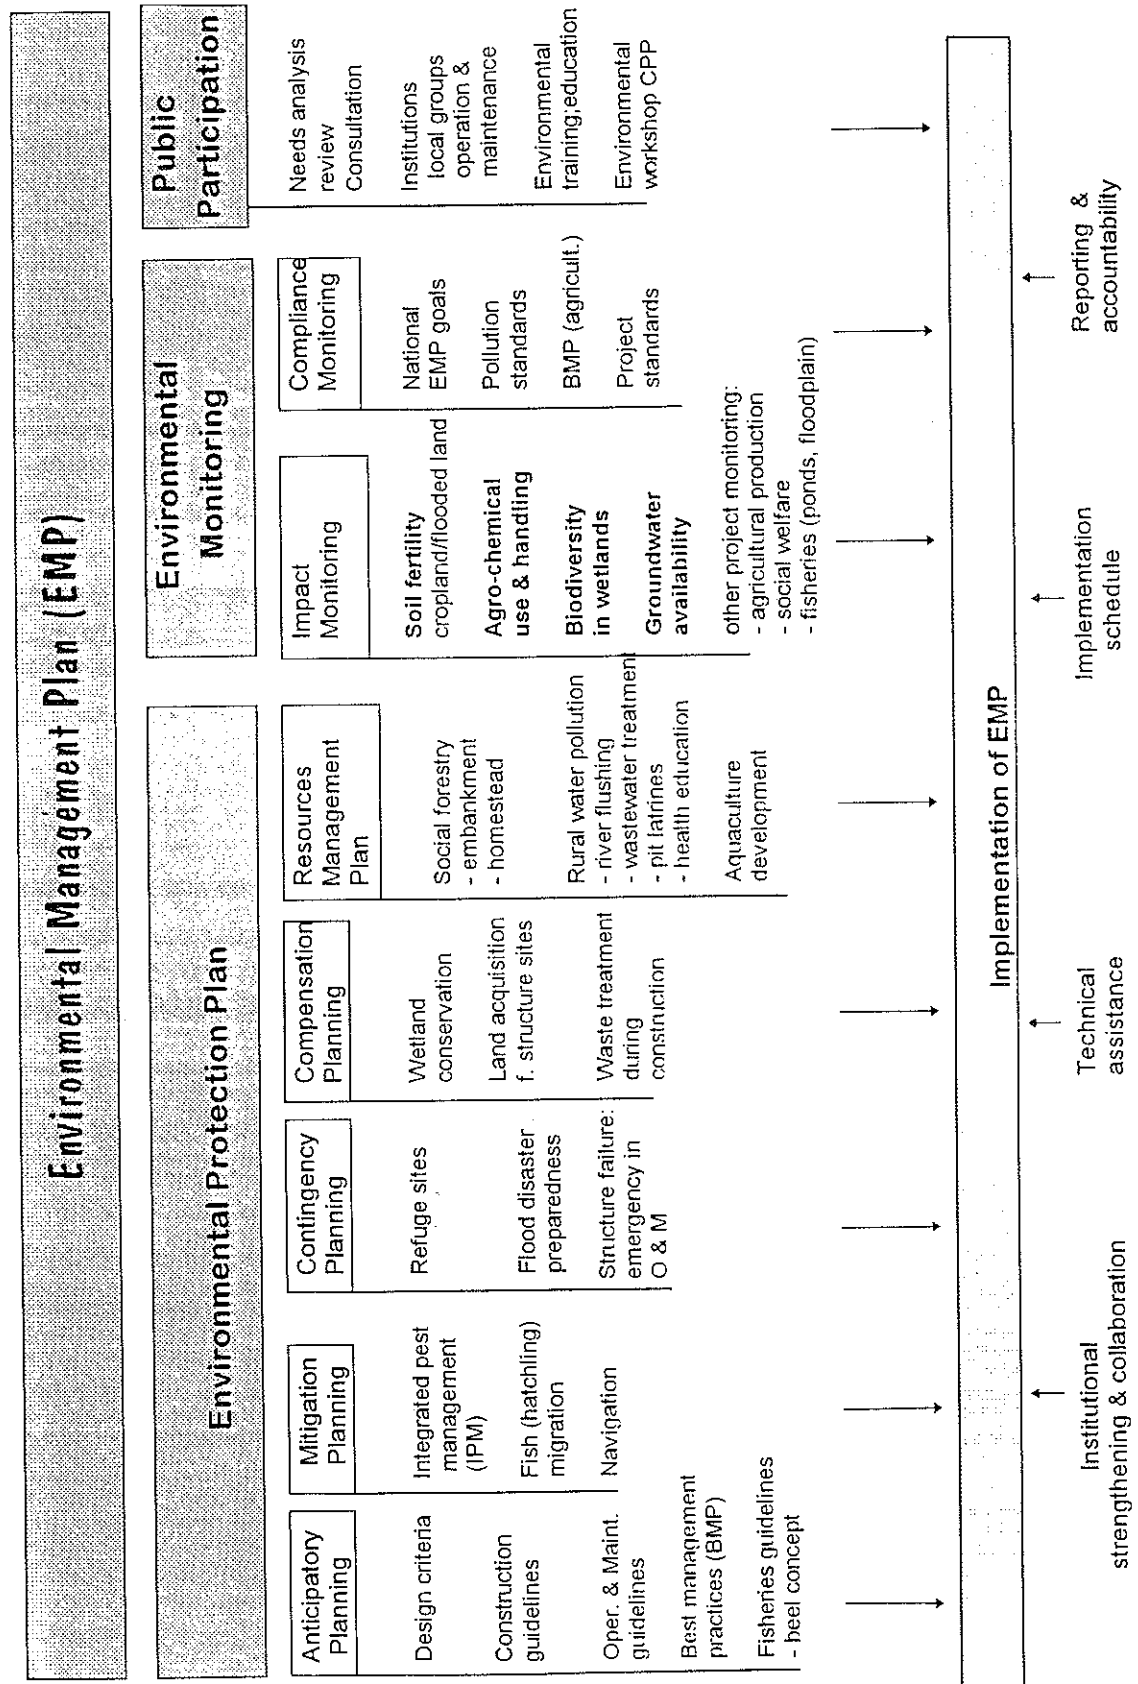 Environmental Management Plan (EMP)
Environmental Protection Plan
Environmental
Monitoring
Public
Participation
Anticipatory
Planning
Design criteria
Construction
guidelines
Oper. & Maint.
guidelines
Best management
practices (BMP)
Fisheries guidelines
- beel concept
Mitigation
Planning
Integrated pest
management
(IPM)
Fish (hatchling)
migration
Navigation
Contingency
Planning
Refuge sites
Flood disaster
preparedness
Structure failure:
emergency in
O & M
Compensation
Planning
Wetland
conservation
Land acquisition
f. structure sites
Waste treatment
during
construction
Resources
Management
Plan
Social forestry
- embankment
- homestead
Rural water pollution
- river flushing
- wastewater treatment
- pit latrines
- health education
Aquaculture
development
Impact
Monitoring
Soil fertility
cropland/flooded land
Agro-chemical
use & handling
Biodiversity
in wetlands
Groundwater
availability
other project monitoring:
- agricultural production
- social welfare
- fisheries (ponds, floodplain)
Compliance
Monitoring
National
EMP goals
Pollution
standards
BMP (agricult.)
Project
standards
Needs analysis
review
Consultation
Institutions
local groups
operation &
maintenance
Environmental
training;education
Environmental
workshop CPP
Implementation of EMP
Institutional
strengthening & collaboration
Technical
assistance
Implementation
schedule
Reporting &
accountability